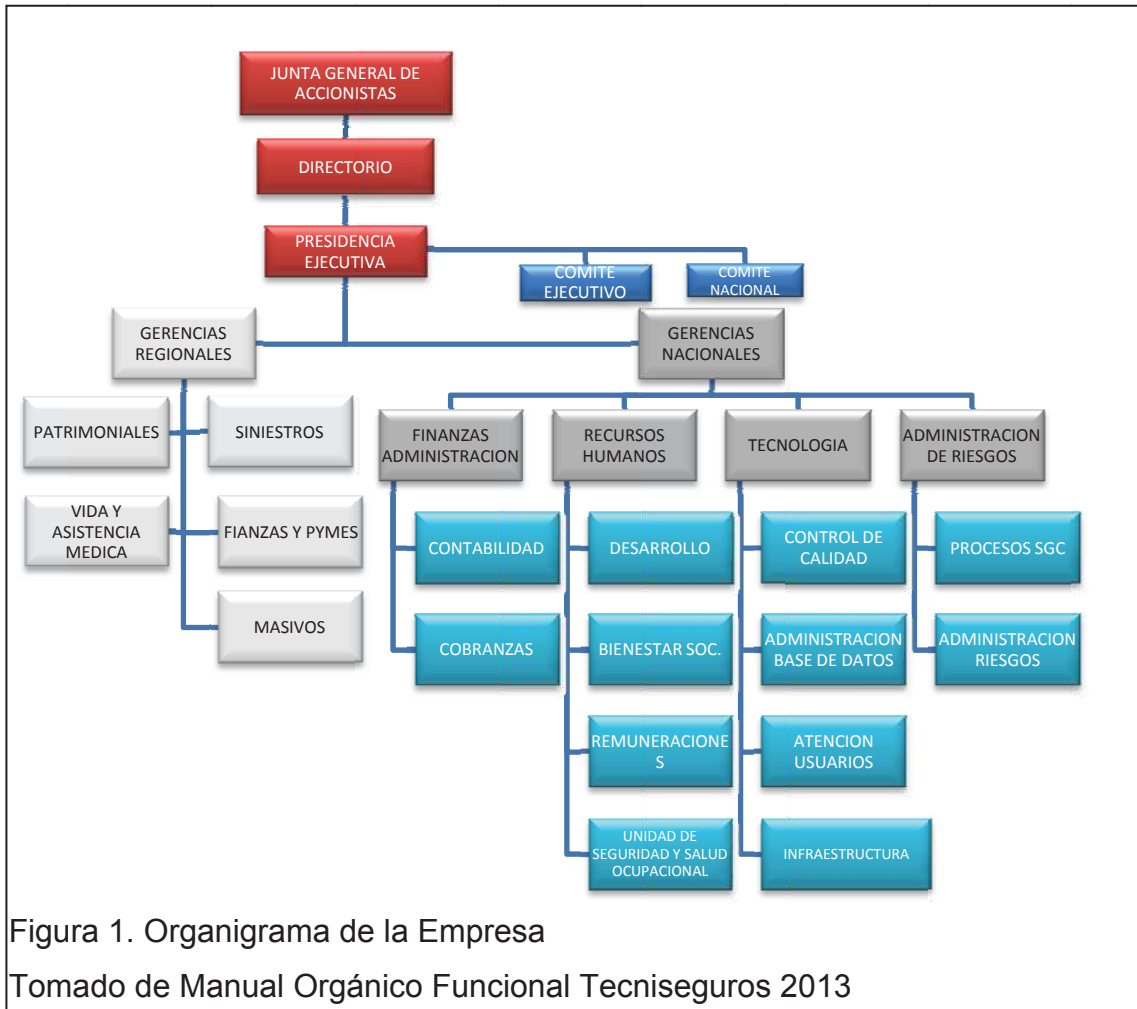 JUNTA GENERAL DE
ACCIONISTAS
DIRECTORIO
PRESIDENCIA
EJECUTIVA
COMITE
EJECUTIVO
COMITE
NACIONAL
GERENCIAS
REGIONALES
GERENCIAS
NACIONALES
PATRIMONIALES
SINIESTROS
VIDA Y
ASISTENCIA
MEDICA
FIANZAS Y PYMES
MASIVOS
FINANZAS
ADMINISTRACION
RECURSOS
HUMANOS
TECNOLOGIA
ADMINISTRACION
DE RIESGOS
CONTABILIDAD
COBRANZAS
DESARROLLO
BIENESTAR SOC.
REMUNERACIONE
S
UNIDAD DE
SEGURIDAD Y SALUD
OCUPACIONAL
CONTROL DE
CALIDAD
ADMINISTRACION
BASE DE DATOS
ATENCION
USUARIOS
INFRAESTRUCTURA
PROCESOS SGC
ADMINISTRACION
RIESGOS
Figura 1. Organigrama de la Empresa
Tomado de Manual Orgánico Funcional Tecniseguros 2013